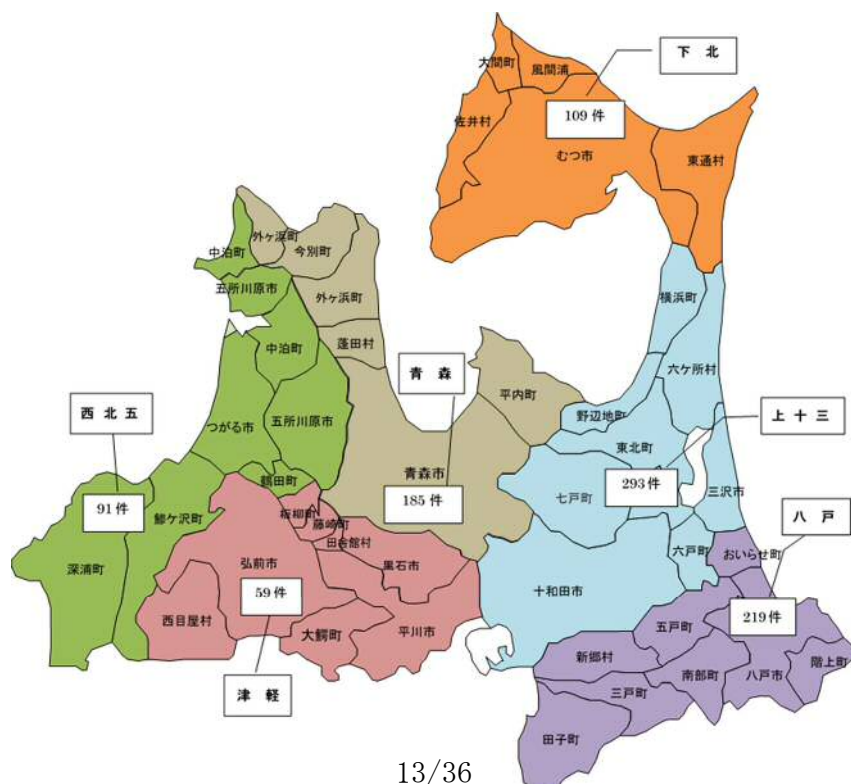 下 北
大間町
風間浦
109 件
佐井村
むつ市
東通村
外ヶ浜町
中泊町
今別町
五所川原市
外ヶ浜町
横浜町
蓬田村
中泊町
六ケ所村
青 森
平内町
西 北 五
野辺地町
上 十 三
つがる市
五所川原市
東北町
青森市
鶴田町
293 件
七戸町
三沢市
185 件
91 件
鯵ケ沢町
板柳町
藤崎町
八 戸
田舎館村
六戸町
おいらせ町
弘前市
黒石市
深浦町
59 件
十和田市
西目屋村
219 件
五戸町
大鰐町
平川市
新郷村
階上町
南部町
八戸市
津 軽
三戸町
田子町
13/36